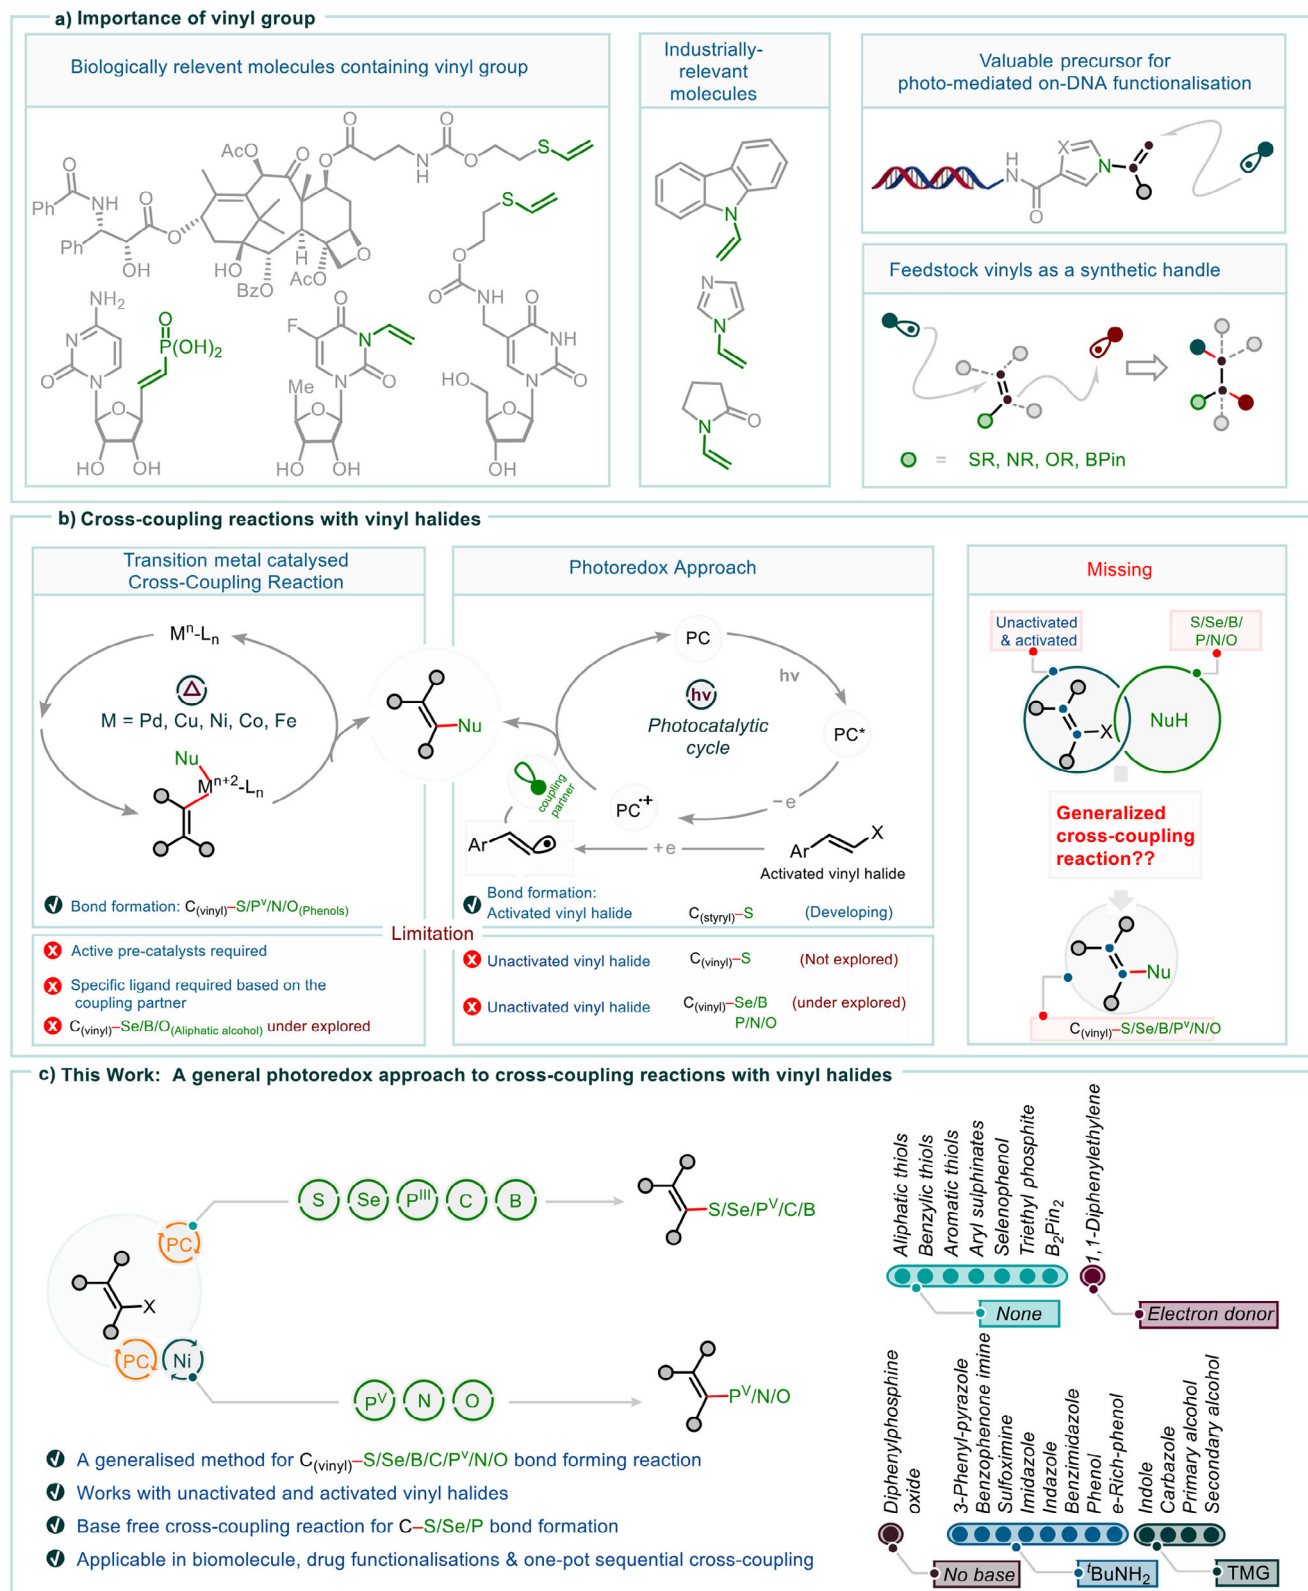 a) Importance of vinyl group
Biologically relevant molecules containing vinyl group
Industrially-
relevant
molecules
Valuable precursor for
photo-mediated on-DNA functionalisation
O
Ph
NH
Ph
OH
O
O
AcO
O
O
O
N
H
O
O
S
HO
H
BzO
AcO
O
S
O
O
NH
O
NH
N
O
HO
O
OH
NH2
N
O
N
O
P(OH)2
O
HO
OH
F
O
N
O
N
Me
O
HO
OH
N
N
N
N
O
H
N
O
X
N
Feedstock vinyls as a synthetic handle
= SR, NR, OR, BPin
b) Cross-coupling reactions with vinyl halides
Transition metal catalysed
Cross-Coupling Reaction
Mn-Ln
Δ
M = Pd, Cu, Ni, Co, Fe
Nu
Mn+2-Ln
Bond formation: C(vinyl)–S/PV/N/O(Phenols)
Nu
Photoredox Approach
PC
hv
hv
Photocatalytic
cycle
PC*
–e
PC•+
coupling
partner
Ar
+e
Ar
X
Activated vinyl halide
Bond formation:
Activated vinyl halide C(styryl)–S (Developing)
Limitation
Active pre-catalysts required
Specific ligand required based on the
coupling partner
C(vinyl)–Se/B/O(Aliphatic alcohol) under explored
Unactivated vinyl halide C(vinyl)–S (Not explored)
Unactivated vinyl halide C(vinyl)–Se/B (under explored)
P/N/O
Missing
Unactivated
& activated
S/Se/B/
P/N/O
X
NuH
Generalized
cross-coupling
reaction??
Nu
C(vinyl)–S/Se/B/PV/N/O
c) This Work: A general photoredox approach to cross-coupling reactions with vinyl halides
PC
X
PC
Ni
S
Se
PIII
C
B
S/Se/PV/C/B
PV
N
O
PV/N/O
Aliphatic thiols
Benzylic thiols
Aromatic thiols
Aryl sulphinates
Selenophenol
Triethyl phosphite
B2Pin2
1,1-Diphenylethylene
None
Electron donor
Diphenylphosphine
oxide
3-Phenyl-pyrazole
Benzophenone imine
Sulfoximine
Imidazole
Indazole
Benzimidazole
Phenol
e-Rich-phenol
Indole
Carbazole
Primary alcohol
Secondary alcohol
No base
tBuNH2
TMG
A generalised method for C(vinyl)–S/Se/B/C/PV/N/O bond forming reaction
Works with unactivated and activated vinyl halides
Base free cross-coupling reaction for C–S/Se/P bond formation
Applicable in biomolecule, drug functionalisations & one-pot sequential cross-coupling